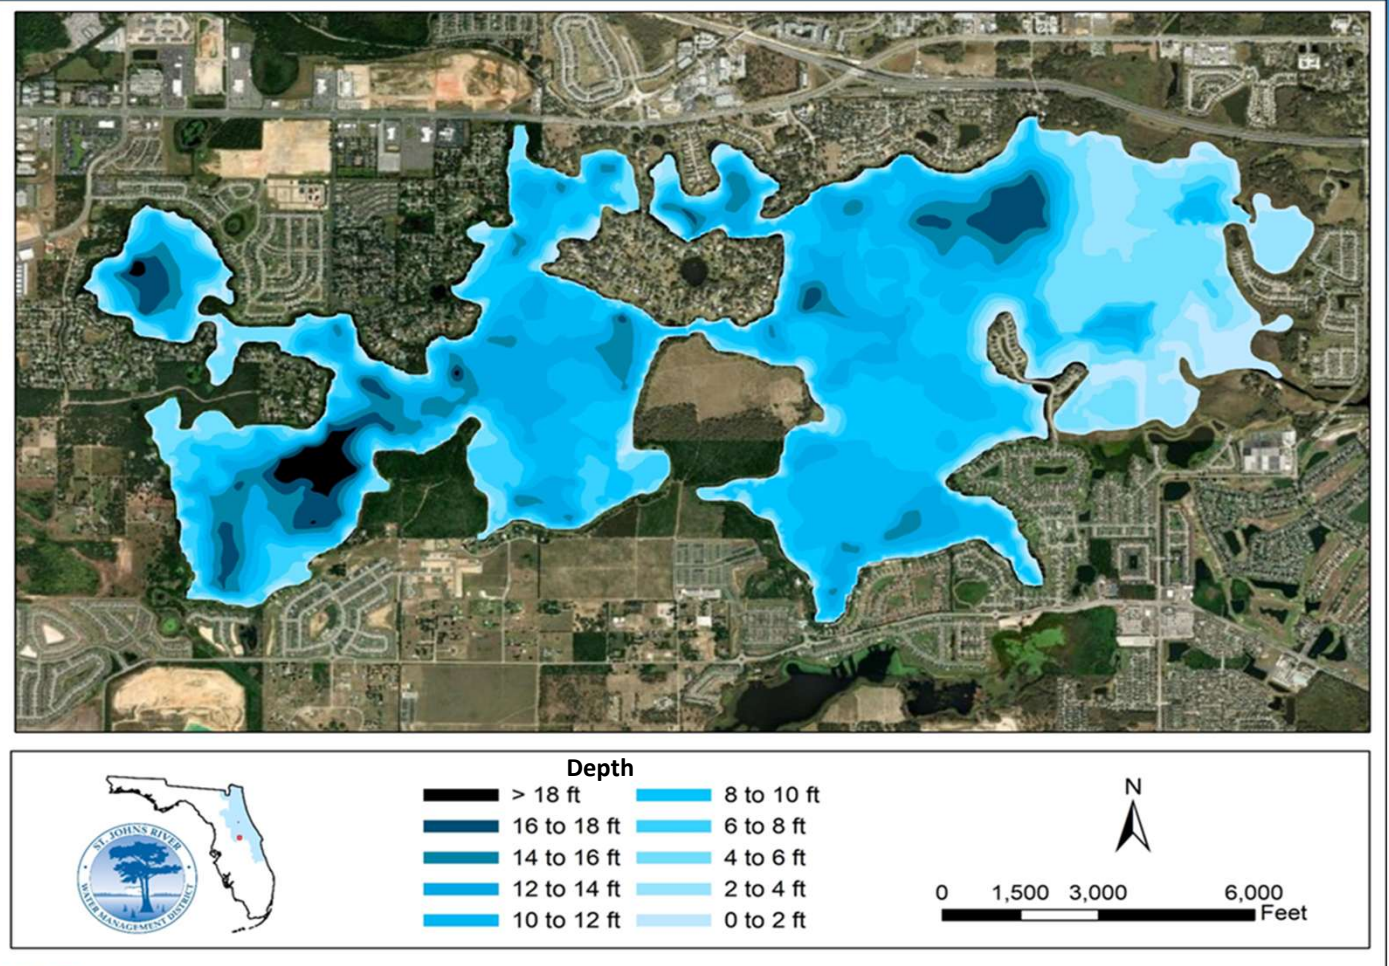 Depth
> 18 ft
16 to 18 ft
14 to 16 ft
12 to 14 ft
10 to 12 ft
8 to 10 ft
6 to 8 ft
4 to 6 ft
2 to 4 ft
0 to 2 ft
ST. JOHNS RIVER
WATER MANAGEMENT DISTRICT
N
0 1,500 3,000 6,000
Feet